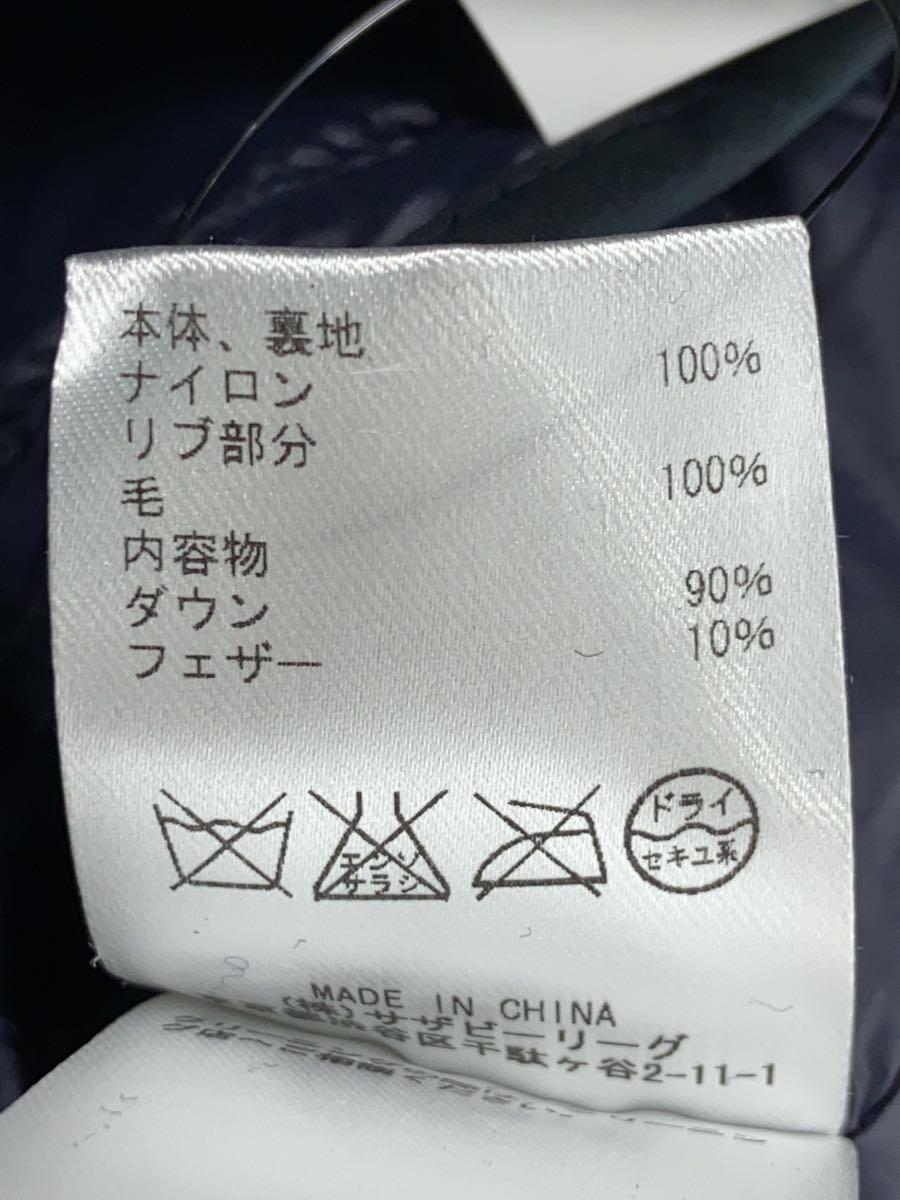 本体、裏地
ナイロン 100%
リブ部分
毛 100%
内容物
ダウン 90%
フェザー 10%
エンソ
サラシ
ドライ
セキユ系
MADE IN CHINA
(株)サザビーリーグ
渋谷区千駄ケ谷2-11-1